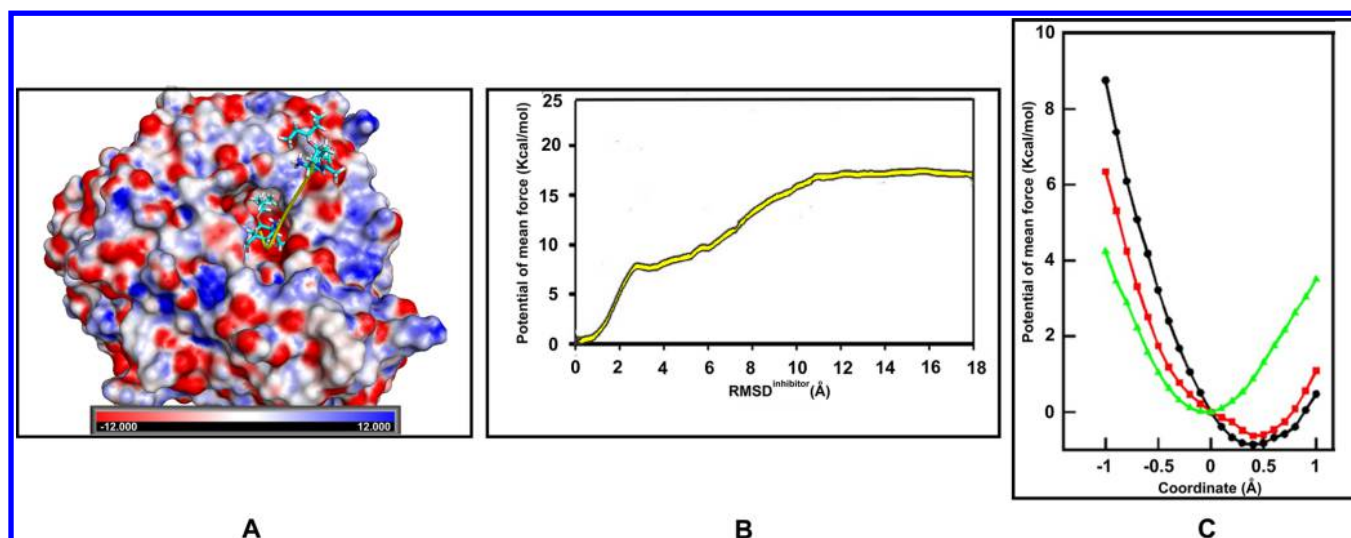 -12.000 12.000
A
Potential of mean force (Kcal/mol)
25
20
15
10
5
0
0 2 4 6 8 10 12 14 16 18
RMSD^inhibitor (Å)
B
Potential of mean force (Kcal/mol)
10
8
6
4
2
0
-1 -0.5 0 0.5 1
Coordinate (Å)
C